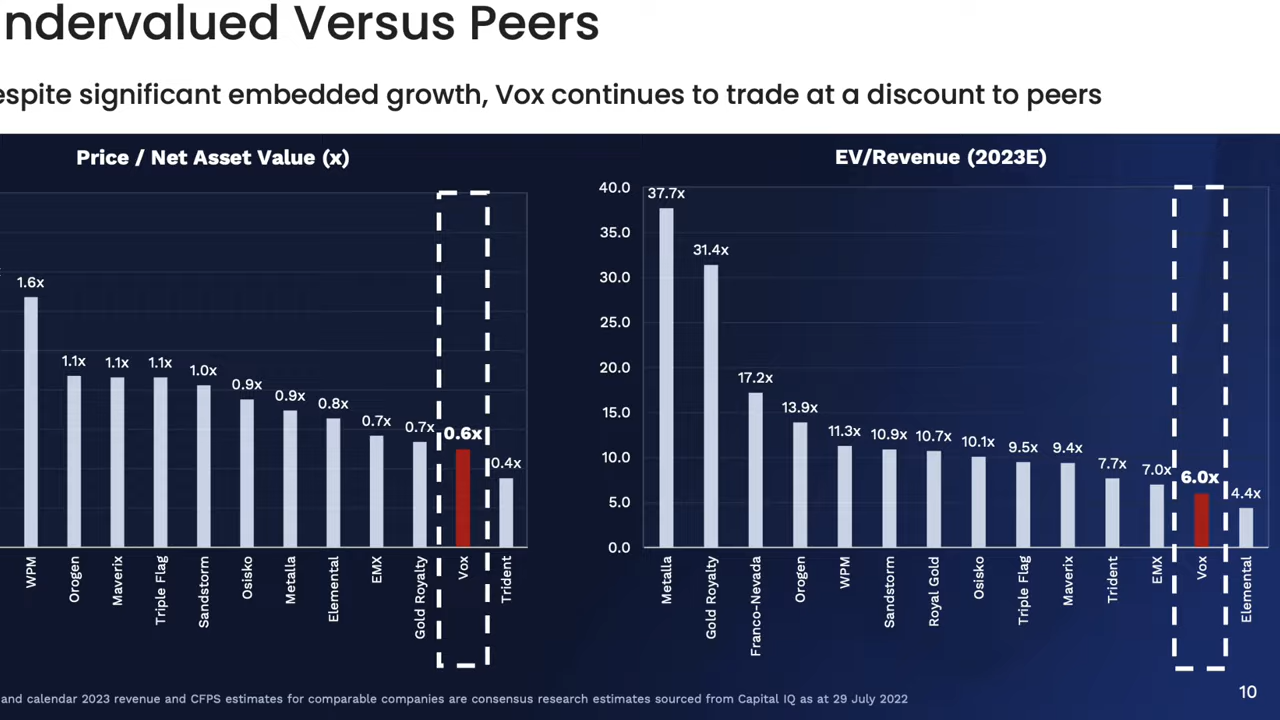 ndervalued Versus Peers
espite significant embedded growth, Vox continues to trade at a discount to peers
Price / Net Asset Value (x)
1.6x
1.1x
1.1x
1.1x
1.0x
0.9x
0.9x
0.8x
0.7x
0.7x
0.6x
0.4x
WPM
Orogen
Maverix
Triple Flag
Sandstorm
Osisko
Metalla
Elemental
EMX
Gold Royalty
Vox
Trident
EV/Revenue (2023E)
40.0
35.0
30.0
25.0
20.0
15.0
10.0
5.0
0.0
37.7x
31.4x
17.2x
13.9x
11.3x
10.9x
10.7x
10.1x
9.5x
9.4x
7.7x
7.0x
6.0x
4.4x
Metalla
Gold Royalty
Franco-Nevada
Orogen
WPM
Sandstorm
Royal Gold
Osisko
Triple Flag
Maverix
Trident
EMX
Vox
Elemental
and calendar 2023 revenue and CFPS estimates for comparable companies are consensus research estimates sourced from Capital IQ as at 29 July 2022
10